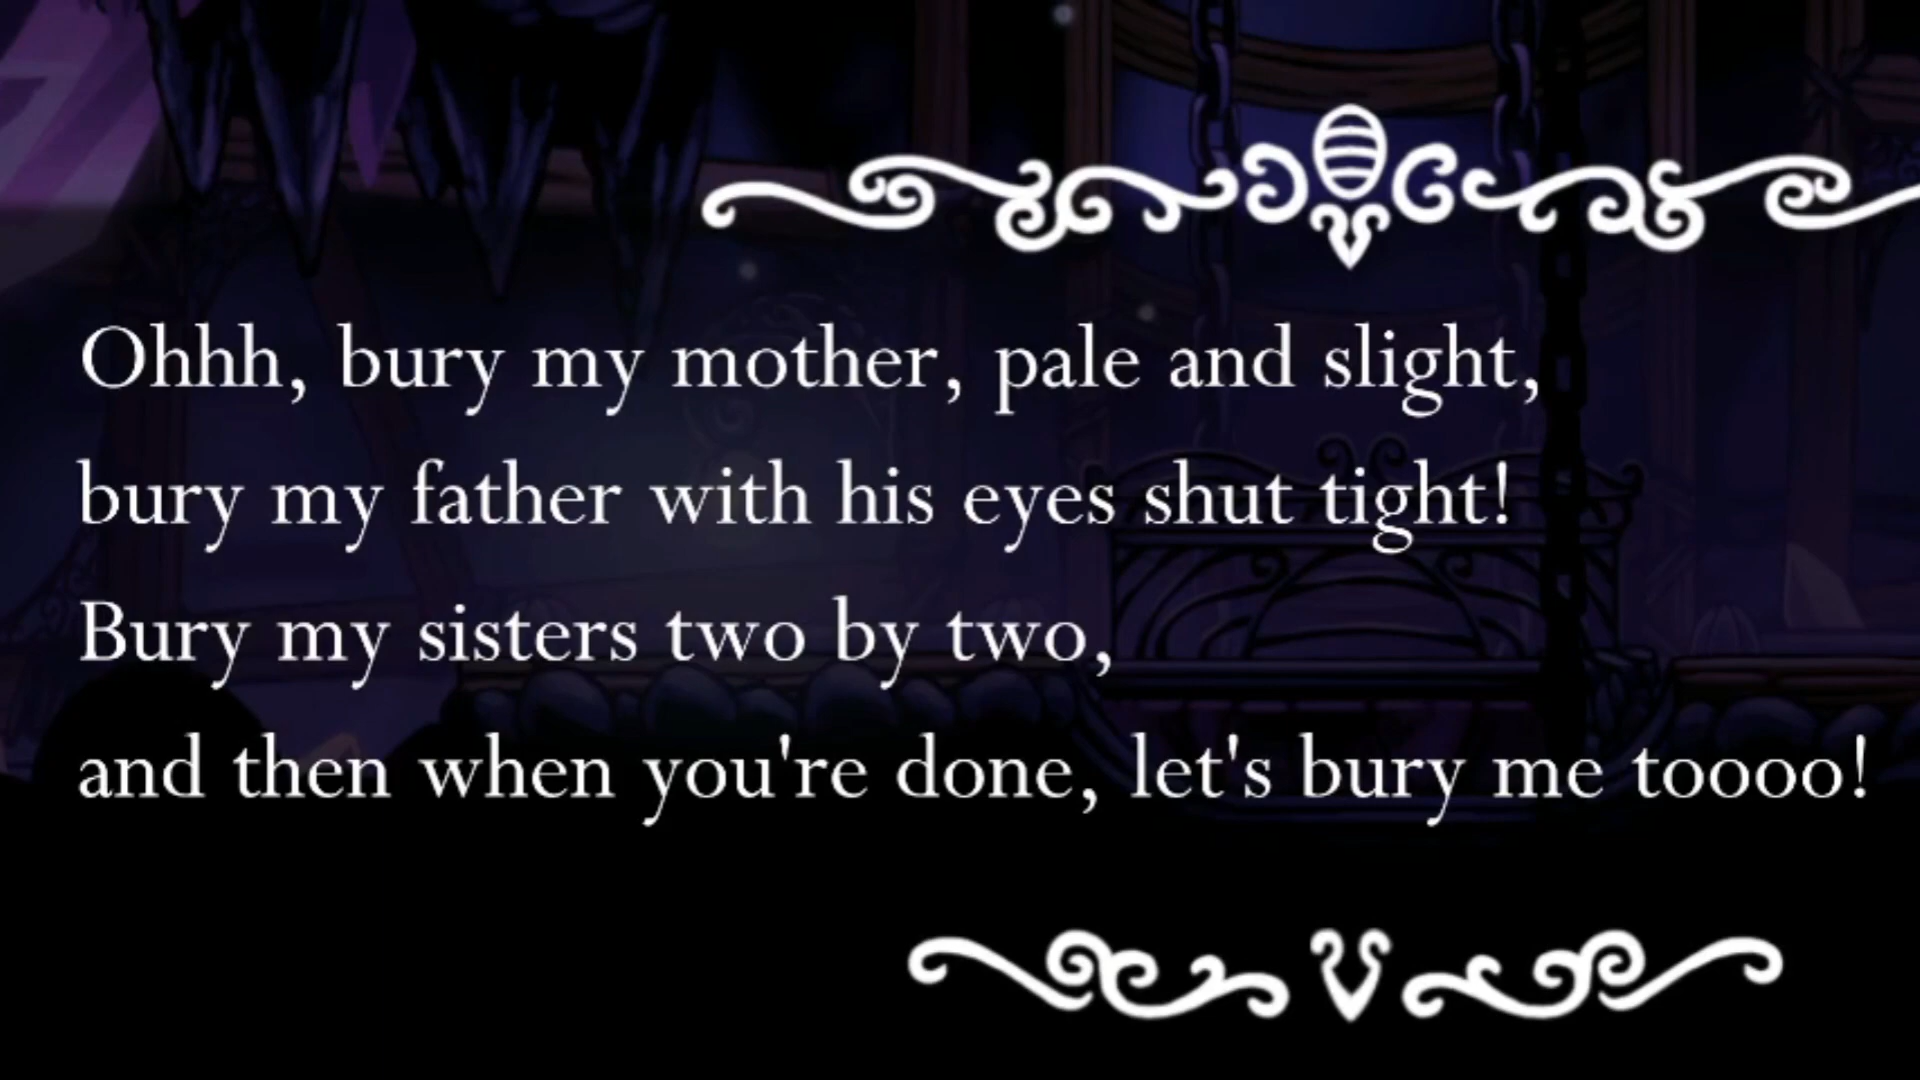 Ohhh, bury my mother, pale and slight,
bury my father with his eyes shut tight!
Bury my sisters two by two,
and then when you're done, let's bury me toooo!